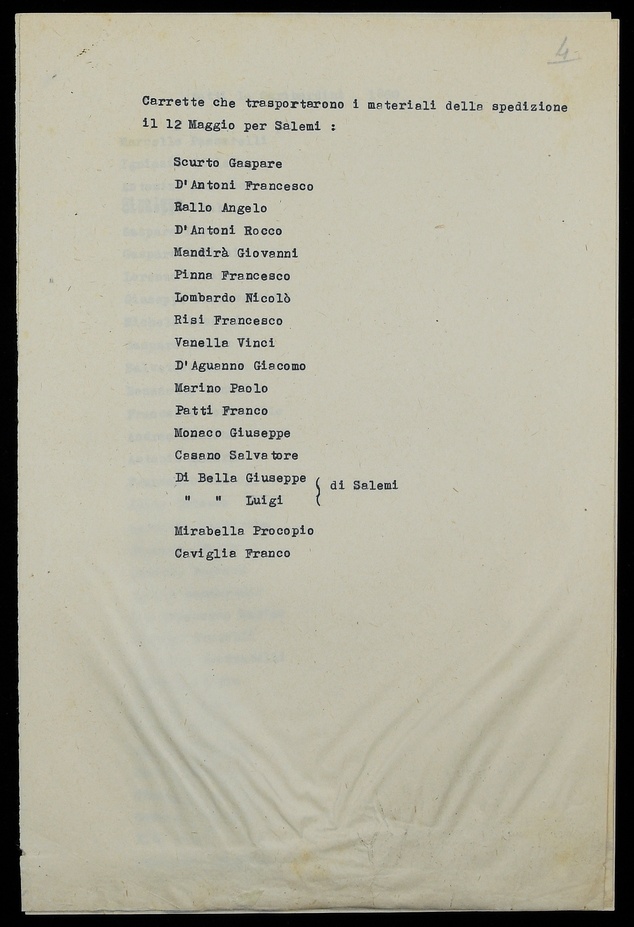 4
Carrette che trasportarono i materiali della spedizione
il 12 Maggio per Salemi :
Scurto Gaspare
D'Antoni Francesco
Rallo Angelo
D'Antoni Rocco
Mandirà Giovanni
Pinna Francesco
Lombardo Nicolò
Risi Francesco
Vanella Vinci
D'Aguanno Giacomo
Marino Paolo
Patti Franco
Monaco Giuseppe
Casano Salvatore
Di Bella Giuseppe
" " Luigi
di Salemi
Mirabella Procopio
Caviglia Franco